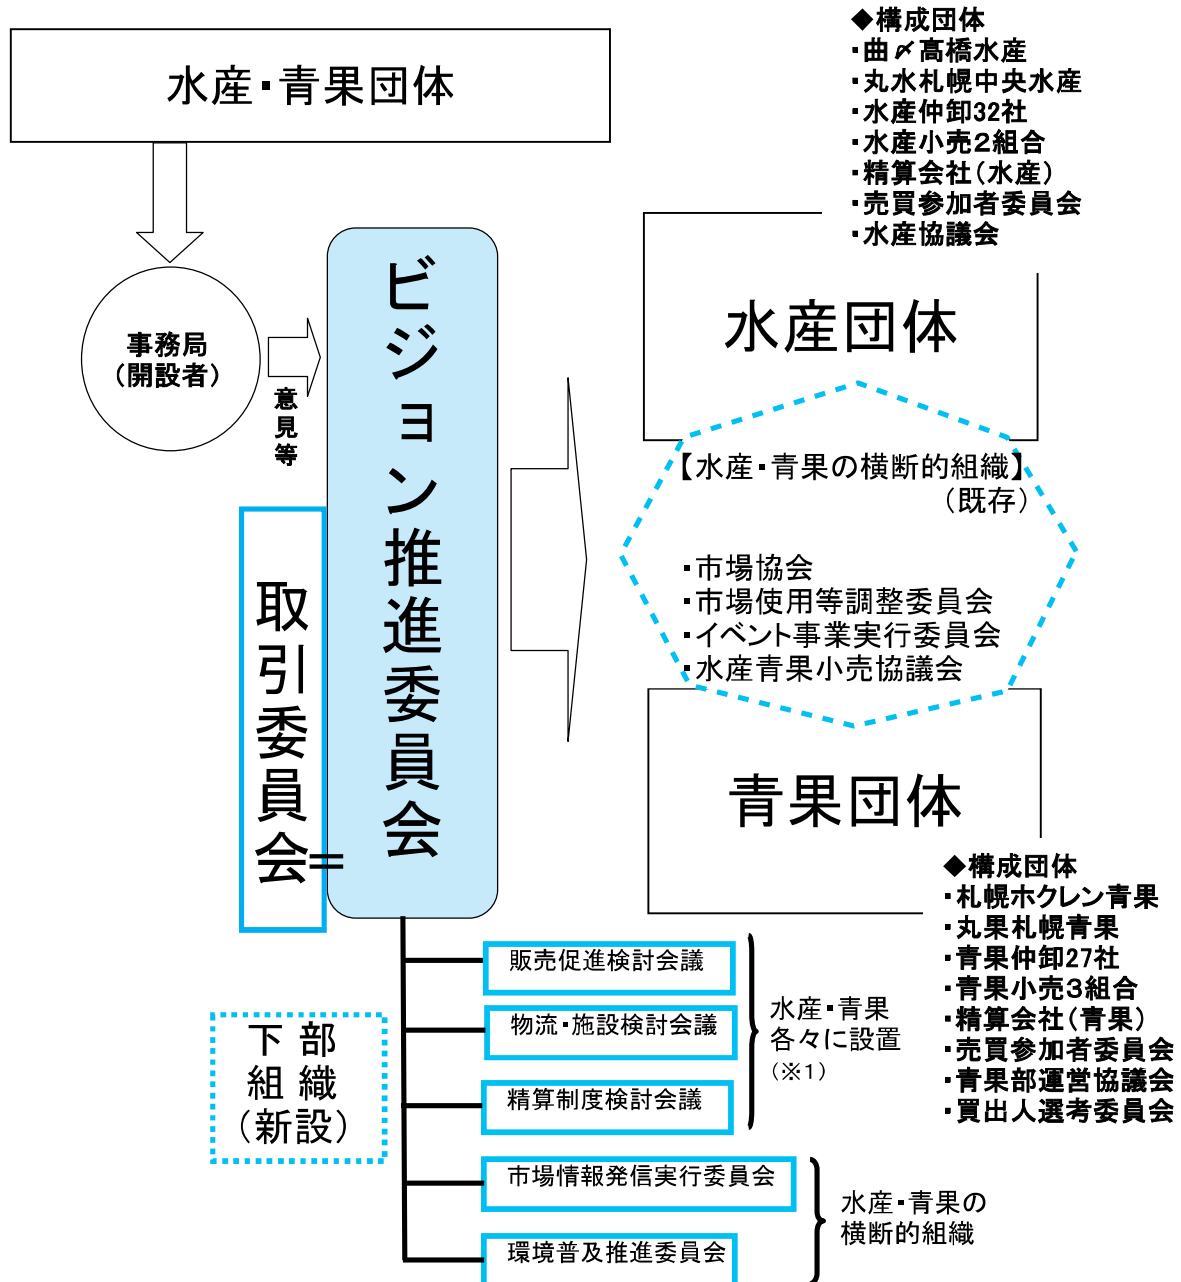 水産・青果団体
◆構成団体
・曲〆高橋水産
・丸水札幌中央水産
・水産仲卸32社
・水産小売2組合
・精算会社(水産)
・売買参加者委員会
・水産協議会
事務局
(開設者)
意見等
ビジョン推進委員会
取引委員会
=
水産団体
【水産・青果の横断的組織】
(既存)
・市場協会
・市場使用等調整委員会
・イベント事業実行委員会
・水産青果小売協議会
青果団体
◆構成団体
・札幌ホクレン青果
・丸果札幌青果
・青果仲卸27社
・青果小売3組合
・精算会社(青果)
・売買参加者委員会
・青果部運営協議会
・買出人選考委員会
下部
組織
(新設)
販売促進検討会議
物流・施設検討会議
精算制度検討会議
水産・青果
各々に設置
(※1)
市場情報発信実行委員会
環境普及推進委員会
水産・青果の
横断的組織